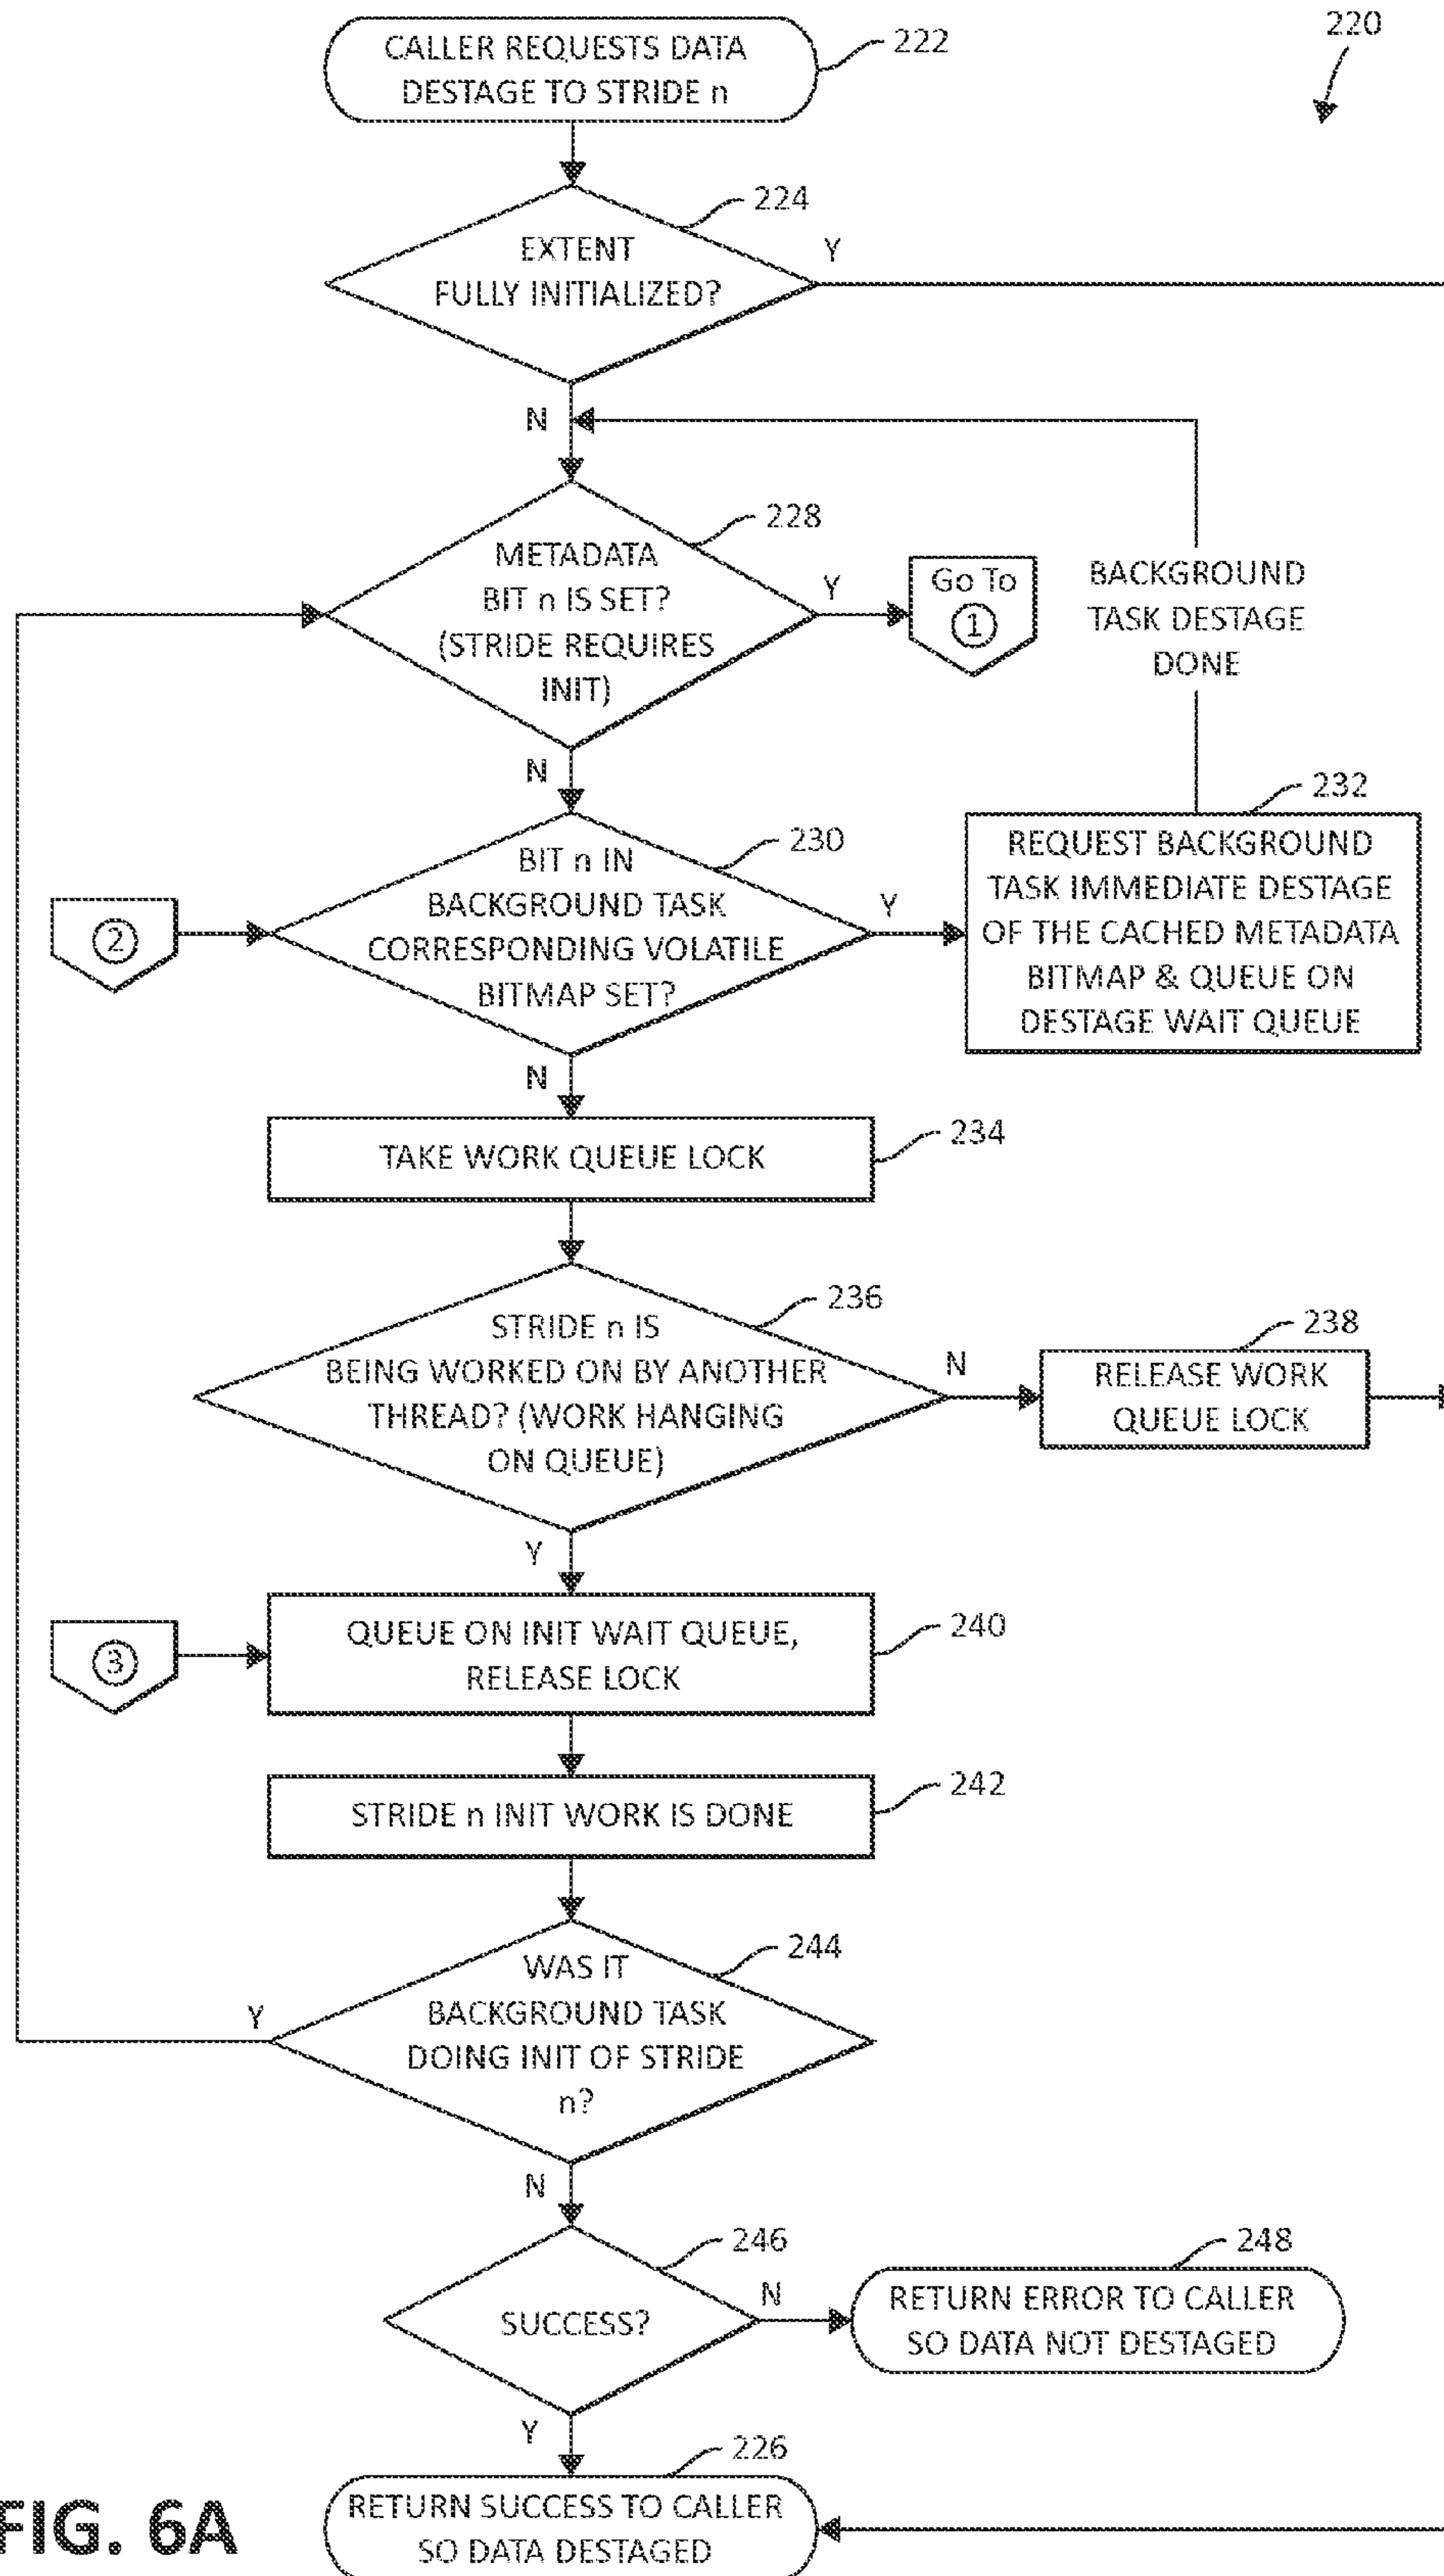 220
CALLER REQUESTS DATA
DESTAGE TO STRIDE n
222
224
EXTENT
FULLY INITIALIZED?
Y
N
228
METADATA
BIT n IS SET?
(STRIDE REQUIRES
INIT)
Y
Go To
1
BACKGROUND
TASK DESTAGE
DONE
N
230
BIT n IN
BACKGROUND TASK
CORRESPONDING VOLATILE
BITMAP SET?
2
Y
232
REQUEST BACKGROUND
TASK IMMEDIATE DESTAGE
OF THE CACHED METADATA
BITMAP & QUEUE ON
DESTAGE WAIT QUEUE
N
TAKE WORK QUEUE LOCK
234
236
STRIDE n IS
BEING WORKED ON BY ANOTHER
THREAD? (WORK HANGING
ON QUEUE)
N
238
RELEASE WORK
QUEUE LOCK
Y
3
QUEUE ON INIT WAIT QUEUE,
RELEASE LOCK
240
STRIDE n INIT WORK IS DONE
242
244
WAS IT
BACKGROUND TASK
DOING INIT OF STRIDE
n?
Y
N
246
SUCCESS?
N
248
RETURN ERROR TO CALLER
SO DATA NOT DESTAGED
Y
226
RETURN SUCCESS TO CALLER
SO DATA DESTAGED
FIG. 6A